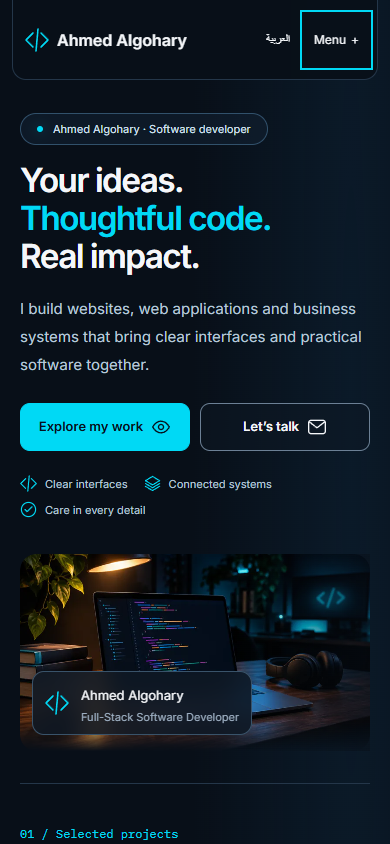 Ahmed Algohary
العربية
Menu +
Ahmed Algohary · Software developer
Your ideas.
Thoughtful code.
Real impact.
I build websites, web applications and business
systems that bring clear interfaces and practical
software together.
Explore my work
Let's talk
Clear interfaces
Connected systems
Care in every detail
Ahmed Algohary
Full-Stack Software Developer
01 / Selected projects